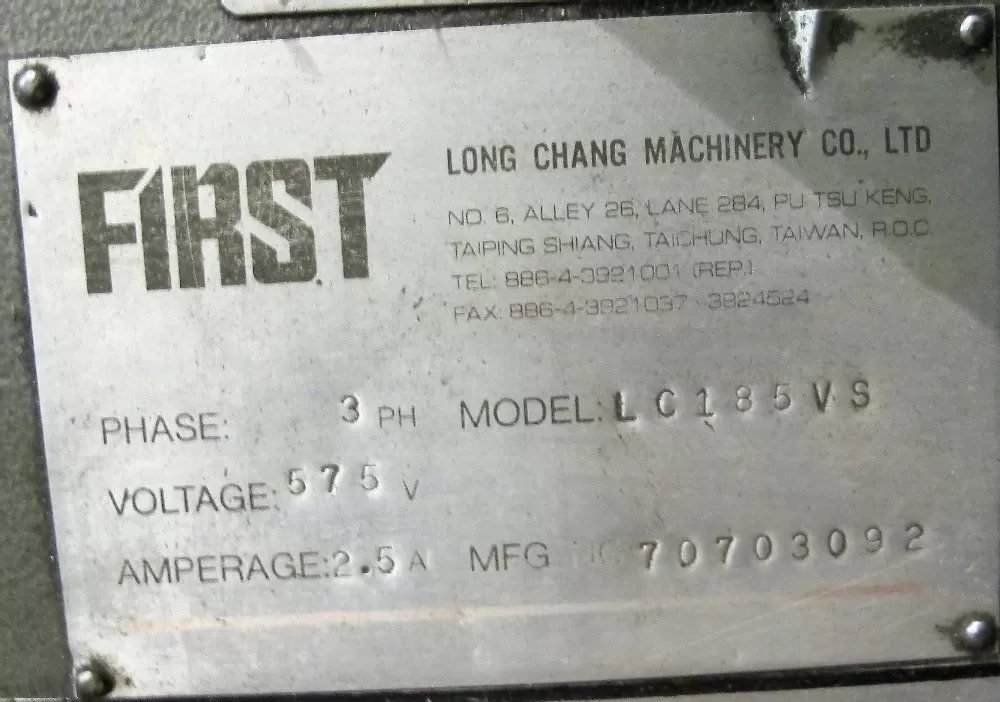 FIRST
LONG CHANG MACHINERY CO., LTD
NO. 6, ALLEY 26, LANE 284, PU TSU KENG,
TAIPING SHIANG, TAICHUNG, TAIWAN, R.O.C.
TEL: 886-4-3921001 (REP.)
FAX: 886-4-3921037 3924524
PHASE: 3 PH MODEL: LC185VS
VOLTAGE: 575 V
AMPERAGE: 2.5 A MFG NO. 70703092